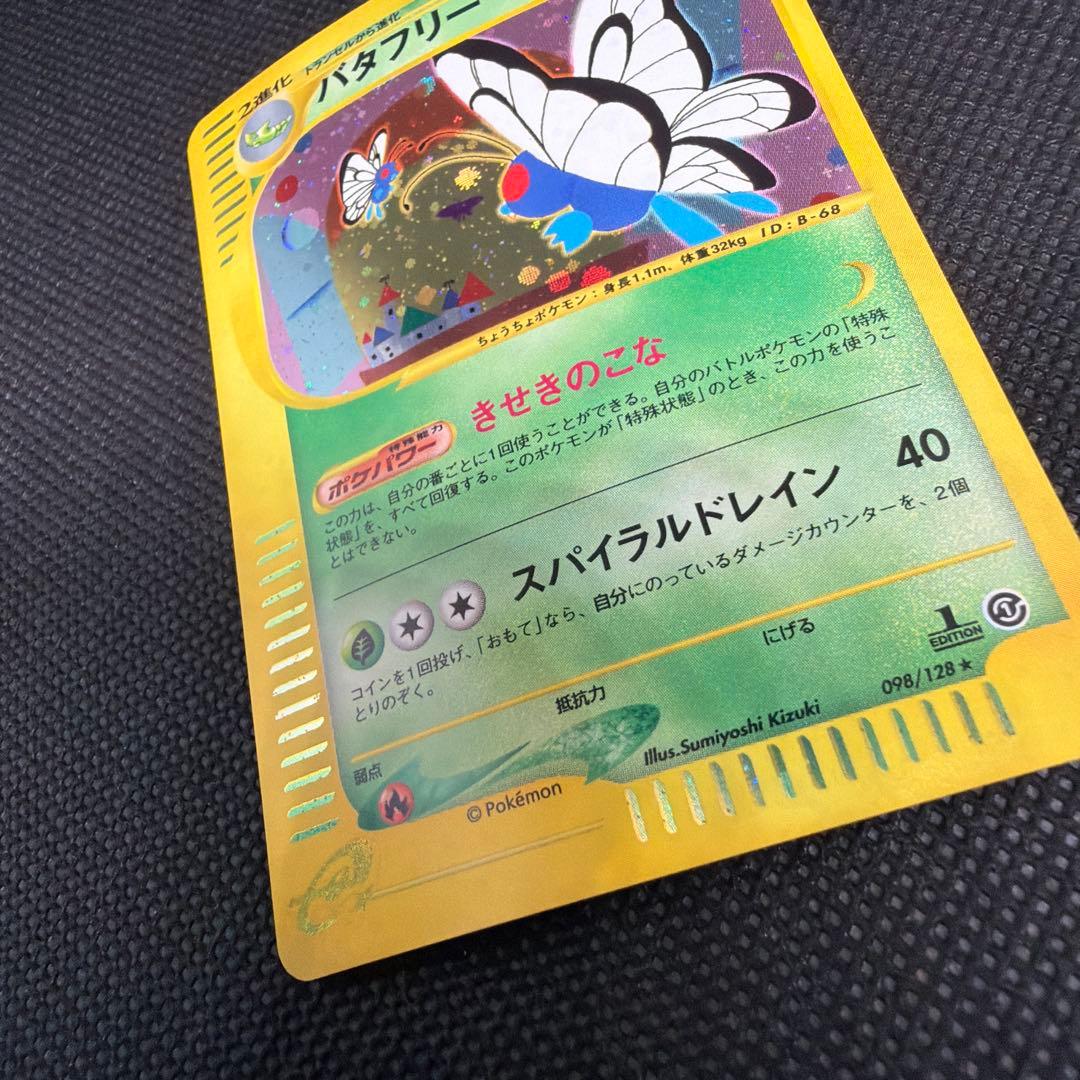 2進化
トランセルから進化
バタフリー
ちょうちょポケモン：身長1.1m、体重32kg ID：B-68
特殊能力
ポケパワー
きせきのこな
この力は、自分の番ごとに1回使うことができる。自分のバトルポケモンの「特殊
状態」を、すべて回復する。このポケモンが「特殊状態」のとき、この力を使うこ
とはできない。
スパイラルドレイン 40
コインを1回投げ、「おもて」なら、自分にのっているダメージカウンターを、2個
とりのぞく。
弱点
抵抗力
にげる
1
EDITION
098/128 ★
Illus.Sumiyoshi Kizuki
©Pokémon
e